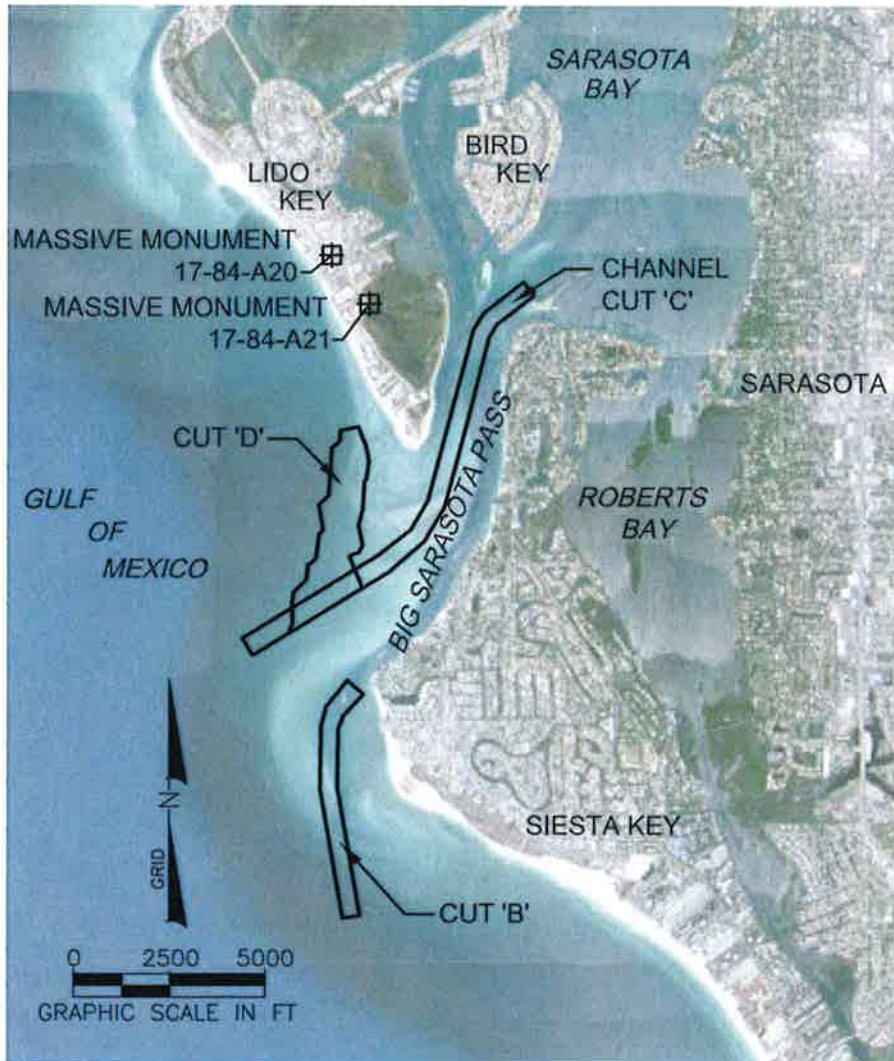 SARASOTA
BAY
BIRD
KEY
LIDO
KEY
MASSIVE MONUMENT
17-84-A20
CHANNEL
CUT 'C'
MASSIVE MONUMENT
17-84-A21
SARASOTA
CUT 'D'
BIG SARASOTA PASS
GULF
OF
MEXICO
ROBERTS
BAY
SIESTA KEY
N
GRID
CUT 'B'
0 2500 5000
GRAPHIC SCALE IN FT